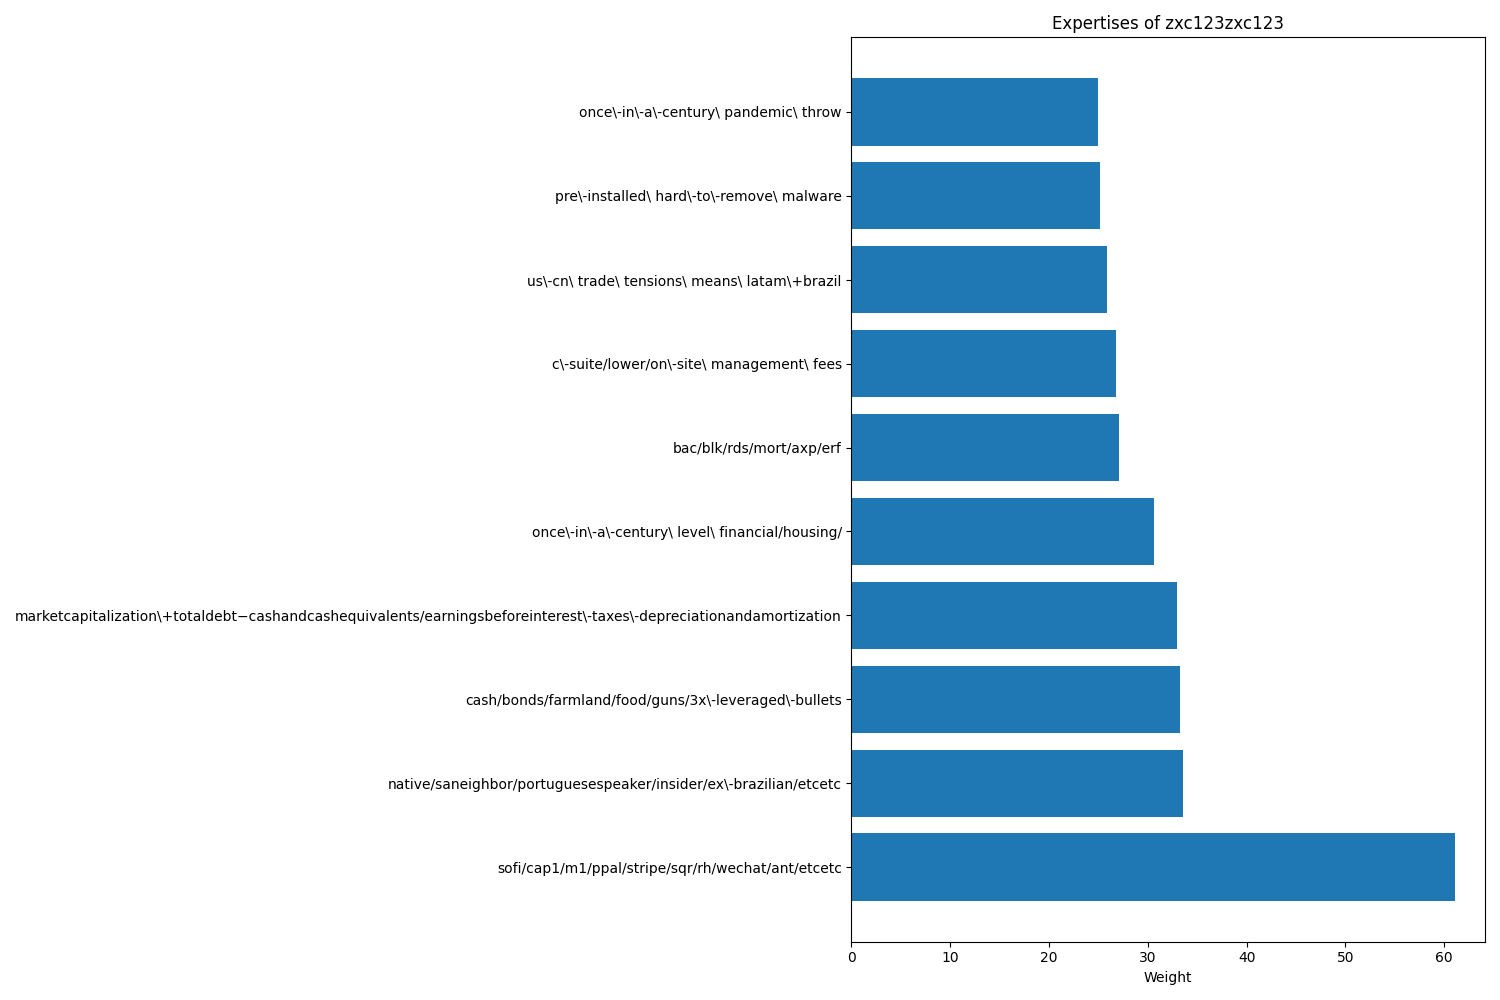 Expertises of zxc123zxc123
once\-in\-a\-century\ pandemic\ throw
pre\-installed\ hard\-to\-remove\ malware
us\-cn\ trade\ tensions\ means\ latam\+brazil
c\-suite/lower/on\-site\ management\ fees
bac/blk/rds/mort/axp/erf
once\-in\-a\-century\ level\ financial/housing/
marketcapitalization\+totaldebt−cashandcashequivalents/earningsbeforeinterest\-taxes\-depreciationandamortization
cash/bonds/farmland/food/guns/3x\-leveraged\-bullets
native/saneighbor/portuguesespeaker/insider/ex\-brazilian/etcetc
sofi/cap1/m1/ppal/stripe/sqr/rh/wechat/ant/etcetc
0 10 20 30 40 50 60
Weight